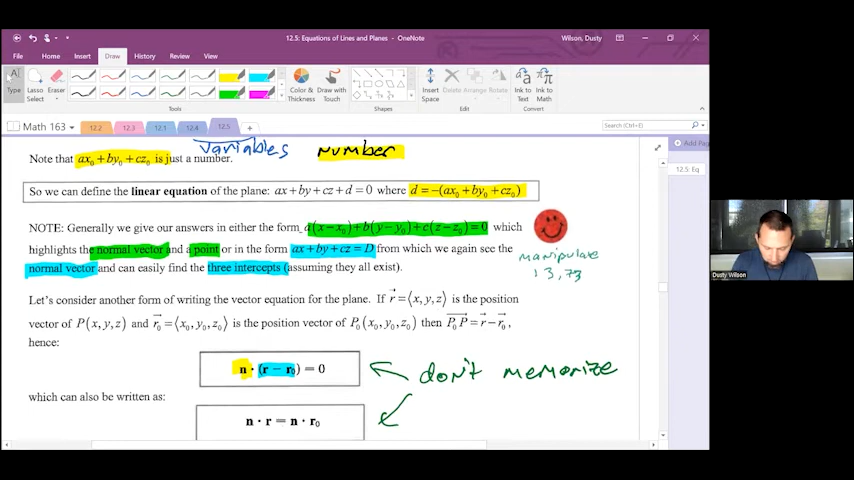 12.5: Equations of Lines and Planes - OneNote
Wilson, Dusty
File Home Insert Draw History Review View
Type Lasso Select Eraser Color & Thickness Draw with Touch Insert Space Delete Arrange Rotate Ink to Text Ink to Math
Tools Shapes Edit Convert
Math 163 12.2 12.3 12.1 12.4 12.5 + Search (Ctrl+E)
Add Page
12.5: Eq
variables number
Note that ax₀ + by₀ + cz₀ is just a number.
So we can define the linear equation of the plane: ax + by + cz + d = 0 where d = −(ax₀ + by₀ + cz₀)
NOTE: Generally we give our answers in either the form a(x − x₀) + b(y − y₀) + c(z − z₀) = 0 which
highlights the normal vector and a point or in the form ax + by + cz = D from which we again see the
normal vector and can easily find the three intercepts (assuming they all exist).
manipulate
13, 73
Let's consider another form of writing the vector equation for the plane. If r⃗ = ⟨x, y, z⟩ is the position
vector of P(x, y, z) and r₀⃗ = ⟨x₀, y₀, z₀⟩ is the position vector of P₀(x₀, y₀, z₀) then P₀P⃗ = r⃗ − r₀⃗,
hence:
n · (r − r₀) = 0
don't memorize
which can also be written as:
n · r = n · r₀
Dusty Wilson